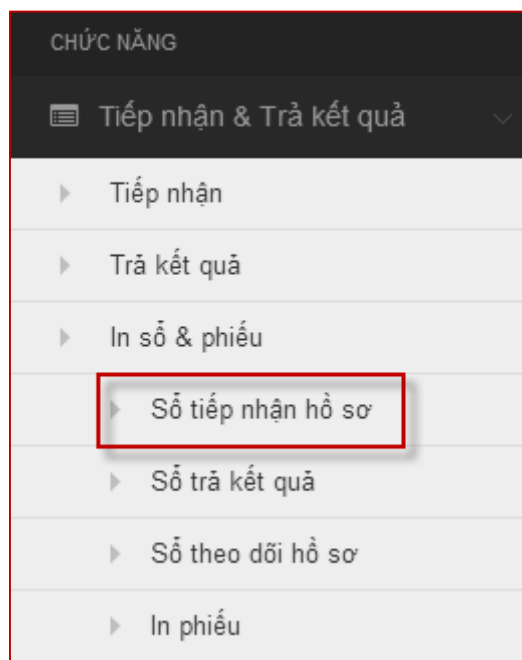 CHỨC NĂNG
Tiếp nhận & Trả kết quả
Tiếp nhận
Trả kết quả
In sổ & phiếu
Sổ tiếp nhận hồ sơ
Sổ trả kết quả
Sổ theo dõi hồ sơ
In phiếu